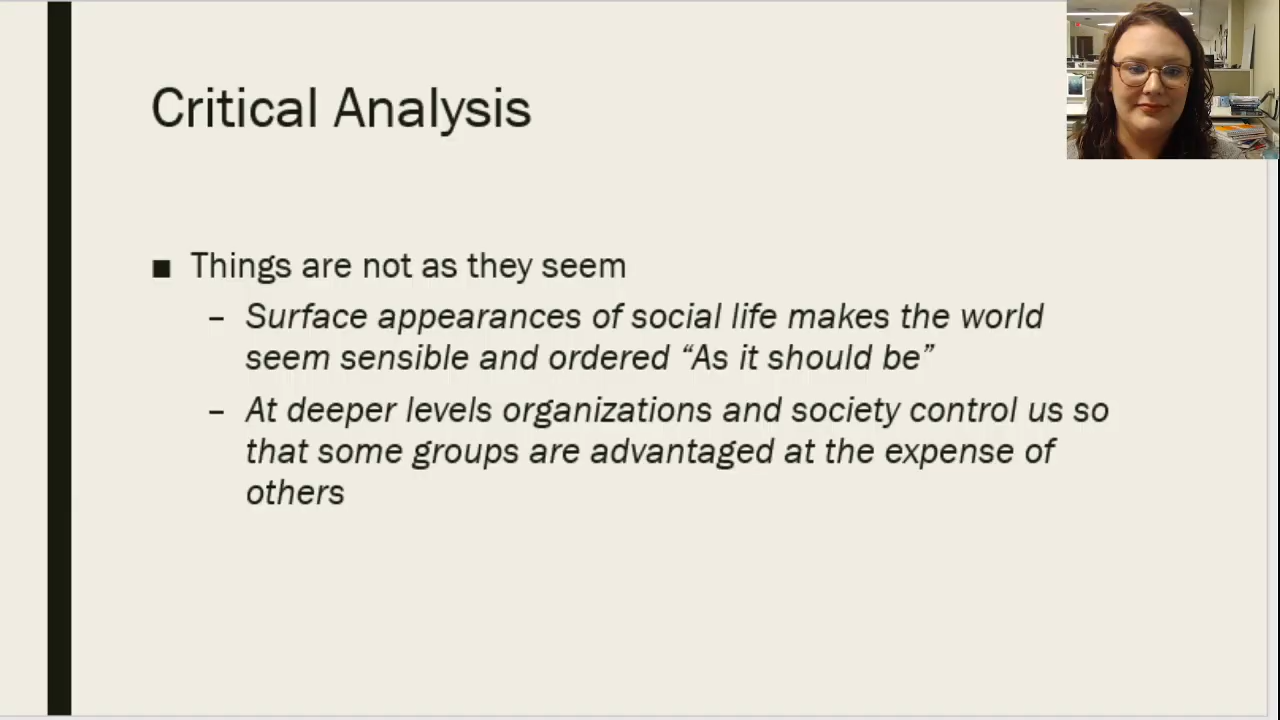 Critical Analysis
■ Things are not as they seem
– Surface appearances of social life makes the world
seem sensible and ordered “As it should be”
– At deeper levels organizations and society control us so
that some groups are advantaged at the expense of
others